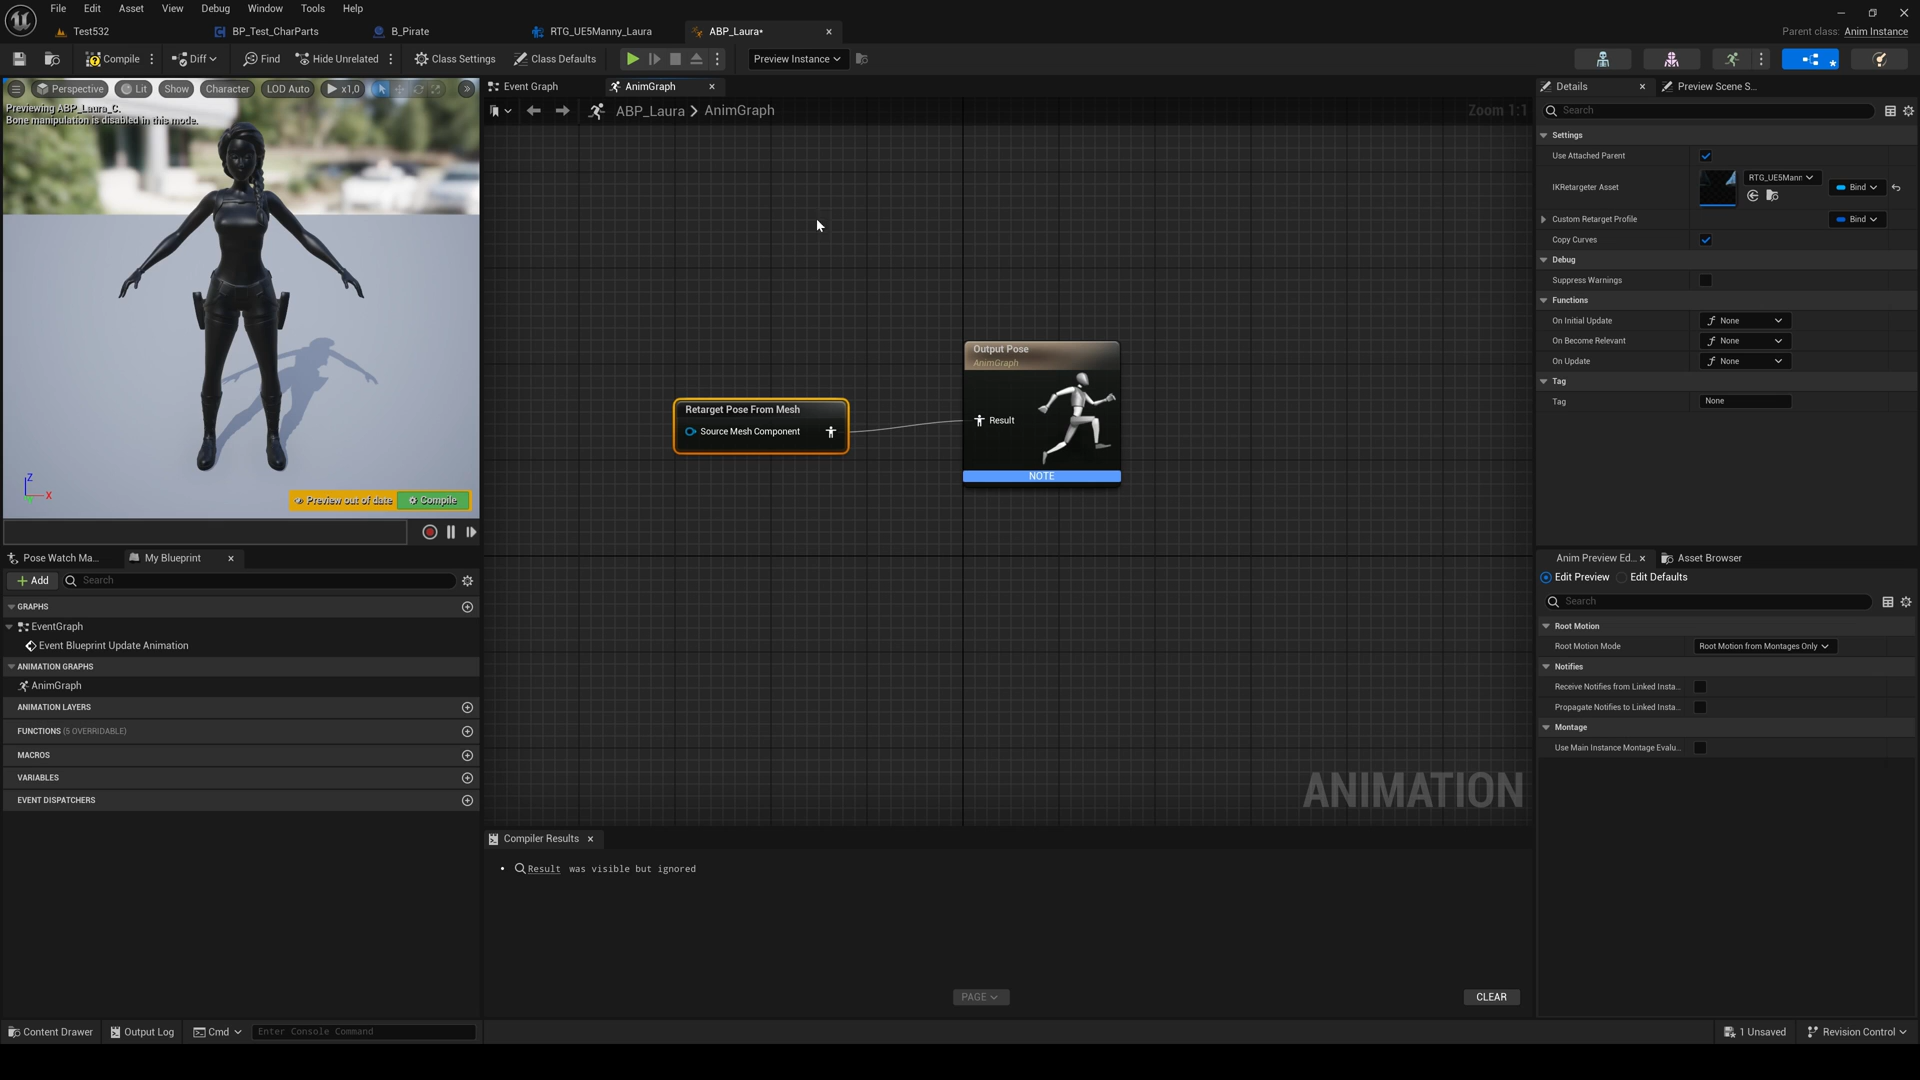 File Edit Asset View Debug Window Tools Help
Test532 BP_Test_CharParts B_Pirate RTG_UE5Manny_Laura ABP_Laura•
Parent class: Anim Instance
Compile Diff Find Hide Unrelated Class Settings Class Defaults Preview Instance
Perspective Lit Show Character LOD Auto x1,0
Previewing ABP_Laura_C.
Bone manipulation is disabled in this mode.
Z
X
Preview out of date Compile
Pose Watch Ma... My Blueprint
Add Search
GRAPHS
EventGraph
Event Blueprint Update Animation
ANIMATION GRAPHS
AnimGraph
ANIMATION LAYERS
FUNCTIONS (5 OVERRIDABLE)
MACROS
VARIABLES
EVENT DISPATCHERS
Event Graph AnimGraph
ABP_Laura > AnimGraph
Zoom 1:1
Output Pose
AnimGraph
Result
NOTE
Retarget Pose From Mesh
Source Mesh Component
ANIMATION
Compiler Results
• Result was visible but ignored
PAGE
CLEAR
Details Preview Scene S...
Search
Settings
Use Attached Parent
IKRetargeter Asset RTG_UE5Mann Bind
Custom Retarget Profile Bind
Copy Curves
Debug
Suppress Warnings
Functions
On Initial Update None
On Become Relevant None
On Update None
Tag
Tag None
Anim Preview Ed... Asset Browser
Edit Preview Edit Defaults
Search
Root Motion
Root Motion Mode Root Motion from Montages Only
Notifies
Receive Notifies from Linked Insta...
Propagate Notifies to Linked Insta...
Montage
Use Main Instance Montage Evalu...
Content Drawer Output Log Cmd Enter Console Command
1 Unsaved Revision Control